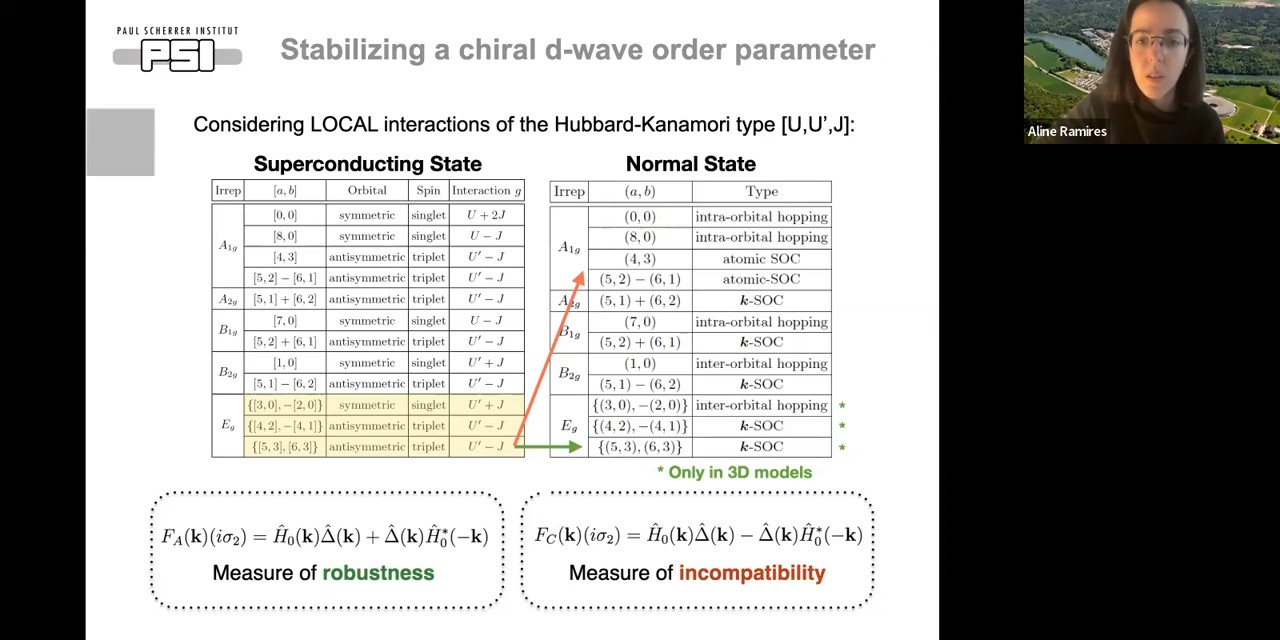 PAUL SCHERRER INSTITUT
PSI
Stabilizing a chiral d-wave order parameter
Aline Ramires
Considering LOCAL interactions of the Hubbard-Kanamori type [U,U',J]:
Superconducting State
Irrep [a, b] Orbital Spin Interaction g
A1g [0, 0] symmetric singlet U + 2J
[8, 0] symmetric singlet U − J
[4, 3] antisymmetric triplet U′ − J
[5, 2] − [6, 1] antisymmetric triplet U′ − J
A2g [5, 1] + [6, 2] antisymmetric triplet U′ − J
B1g [7, 0] symmetric singlet U − J
[5, 2] + [6, 1] antisymmetric triplet U′ − J
B2g [1, 0] symmetric singlet U′ + J
[5, 1] − [6, 2] antisymmetric triplet U′ − J
Eg {[3, 0], −[2, 0]} symmetric singlet U′ + J
{[4, 2], −[4, 1]} antisymmetric triplet U′ − J
{[5, 3], [6, 3]} antisymmetric triplet U′ − J
Normal State
Irrep (a, b) Type
A1g (0, 0) intra-orbital hopping
(8, 0) intra-orbital hopping
(4, 3) atomic SOC
(5, 2) − (6, 1) atomic-SOC
A2g (5, 1) + (6, 2) k-SOC
B1g (7, 0) intra-orbital hopping
(5, 2) + (6, 1) k-SOC
B2g (1, 0) inter-orbital hopping
(5, 1) − (6, 2) k-SOC
Eg {(3, 0), −(2, 0)} inter-orbital hopping *
{(4, 2), −(4, 1)} k-SOC *
{(5, 3), (6, 3)} k-SOC *
* Only in 3D models
F_A(k)(iσ₂) = Ĥ₀(k)Δ̂(k) + Δ̂(k)Ĥ₀*(−k)
Measure of robustness
F_C(k)(iσ₂) = Ĥ₀(k)Δ̂(k) − Δ̂(k)Ĥ₀*(−k)
Measure of incompatibility